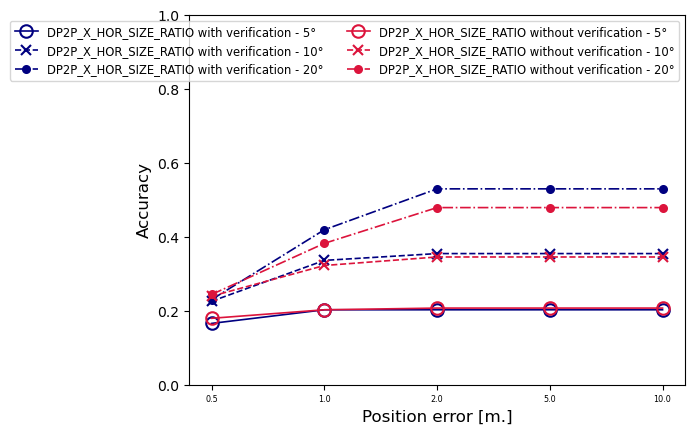 1.0
DP2P_X_HOR_SIZE_RATIO with verification - 5° DP2P_X_HOR_SIZE_RATIO without verification - 5°
DP2P_X_HOR_SIZE_RATIO with verification - 10° DP2P_X_HOR_SIZE_RATIO without verification - 10°
DP2P_X_HOR_SIZE_RATIO with verification - 20° DP2P_X_HOR_SIZE_RATIO without verification - 20°
0.8
0.6
Accuracy
0.4
0.2
0.0
0.5 1.0 2.0 5.0 10.0
Position error [m.]